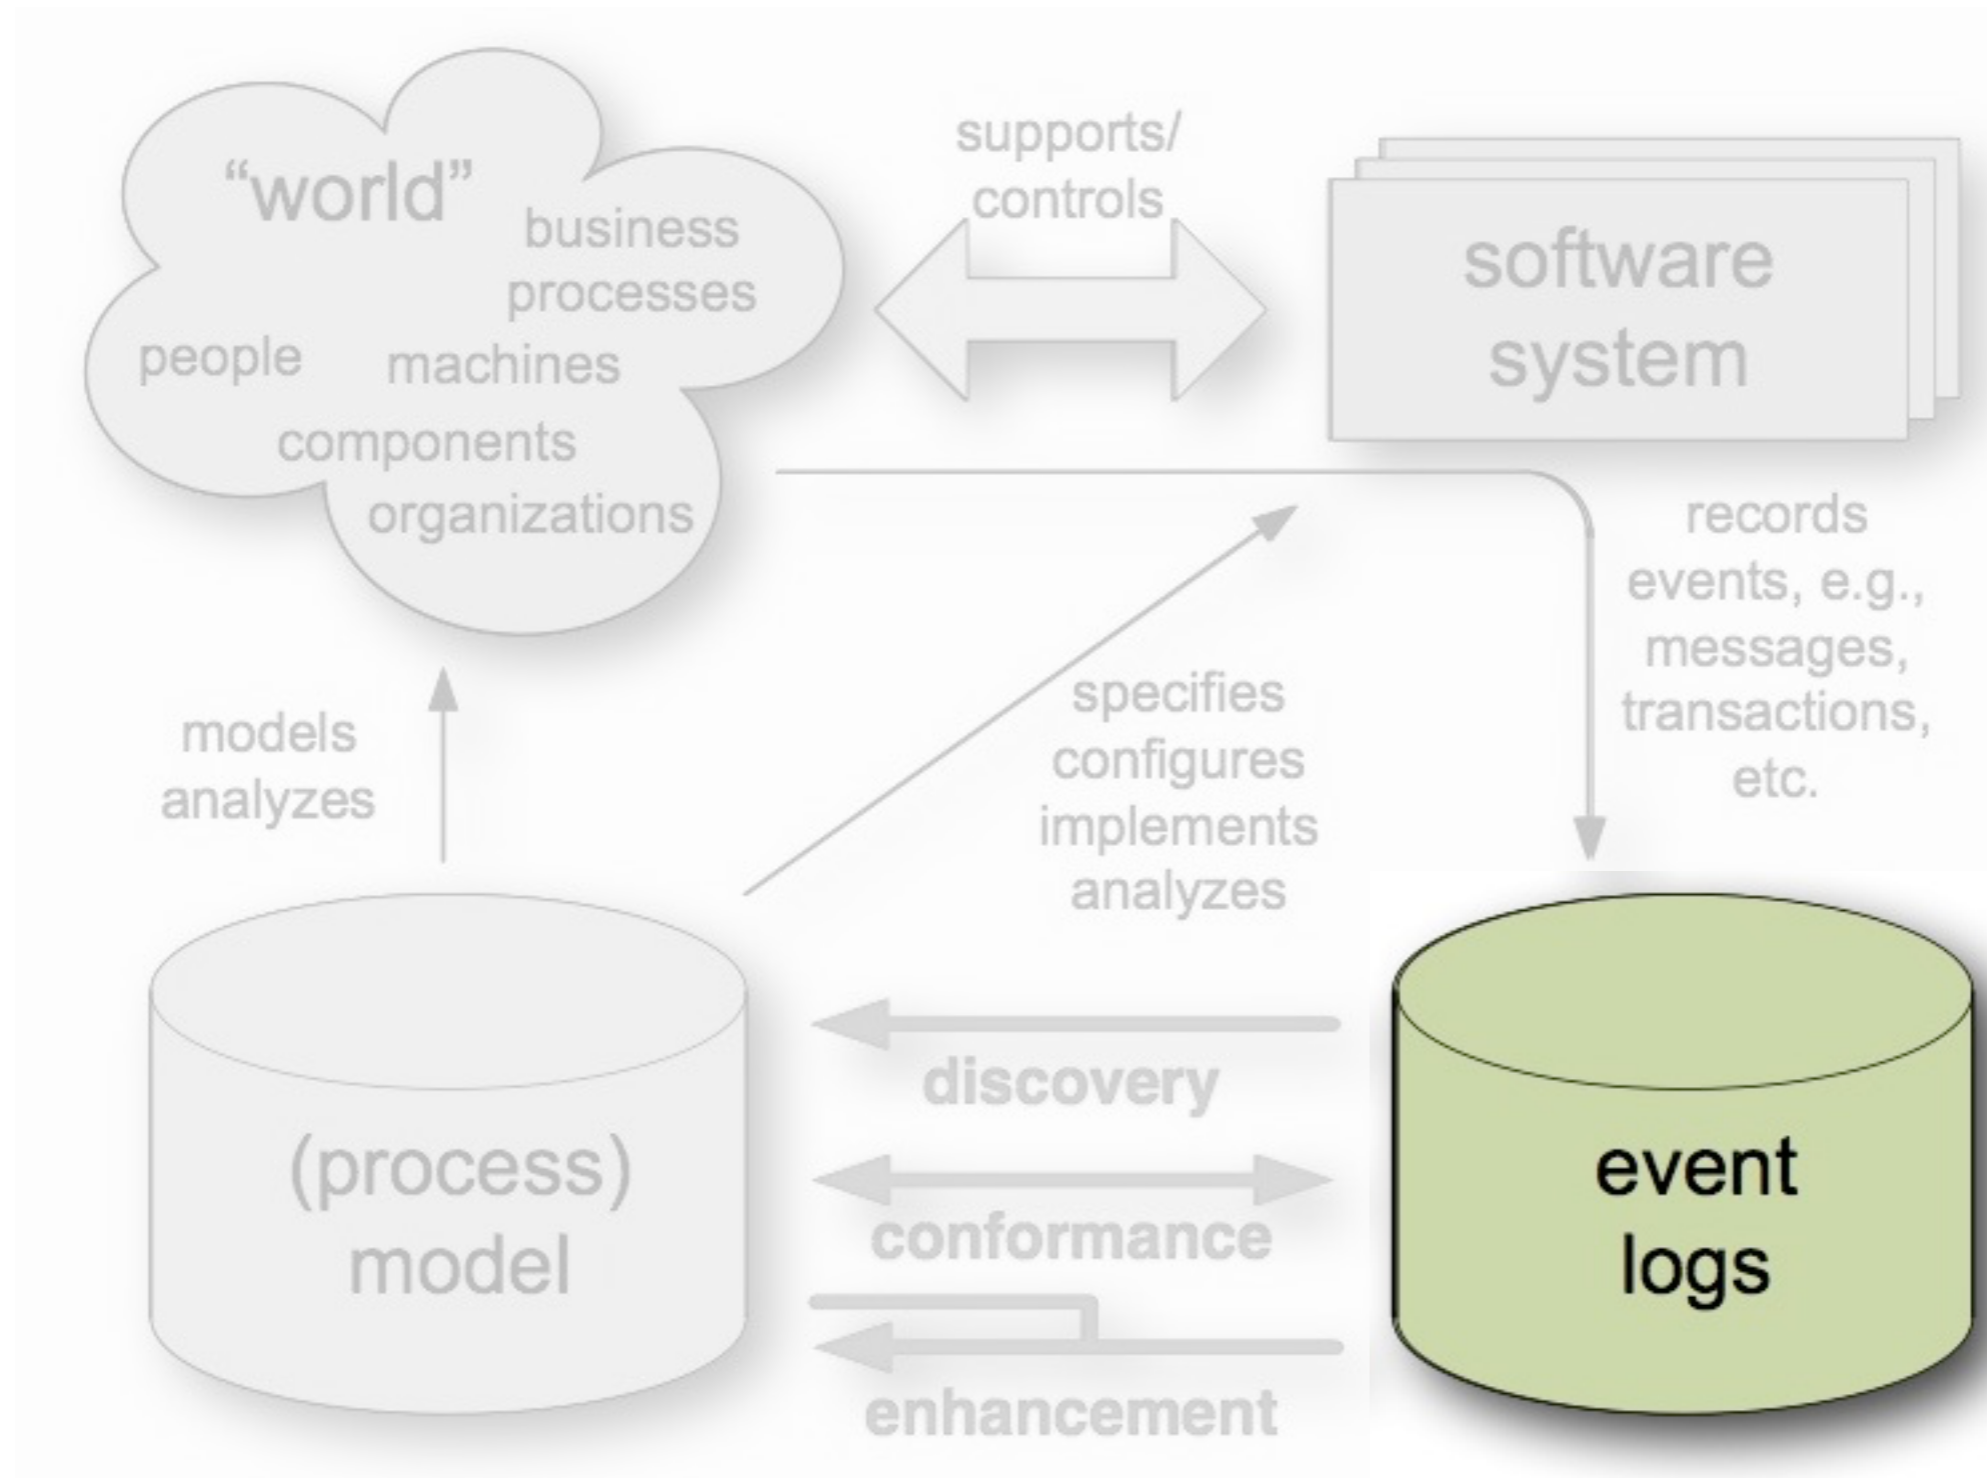 “world”
business
processes
people
machines
components
organizations
supports/
controls
software
system
records
events, e.g.,
messages,
transactions,
etc.
models
analyzes
specifies
configures
implements
analyzes
(process)
model
discovery
conformance
enhancement
event
logs